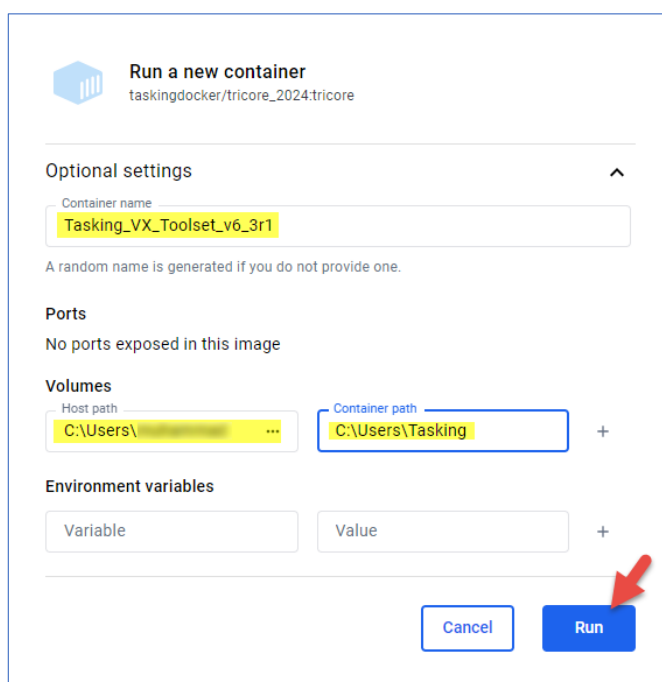 Run a new container
taskingdocker/tricore_2024:tricore
Optional settings
Container name
Tasking_VX_Toolset_v6_3r1
A random name is generated if you do not provide one.
Ports
No ports exposed in this image
Volumes
Host path
C:\Users\ ...
Container path
C:\Users\Tasking
+
Environment variables
Variable
Value
+
Cancel
Run